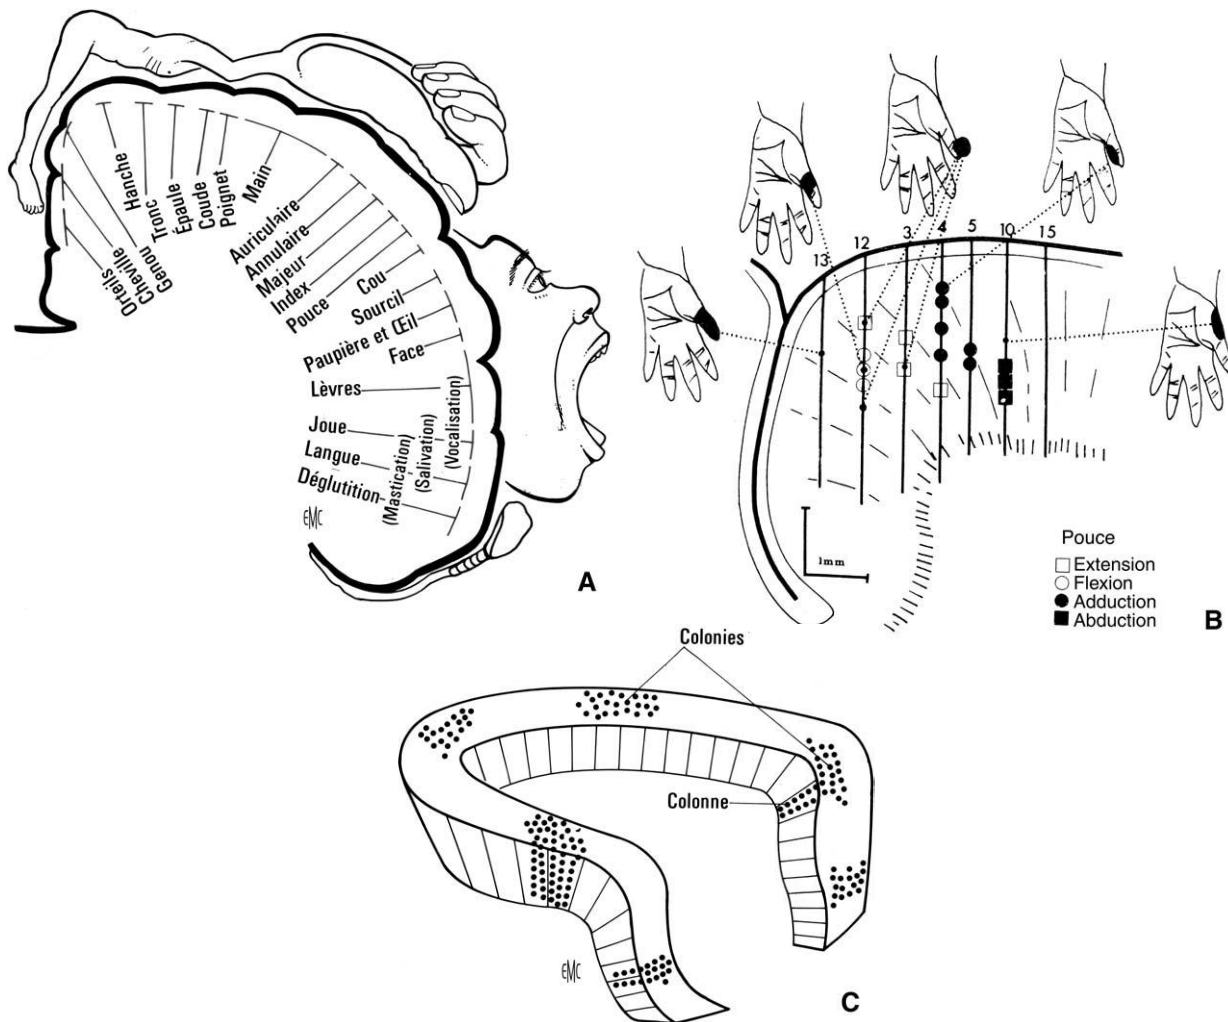 Orteils
Cheville
Genou
Hanche
Tronc
Épaule
Coude
Poignet
Main
Auriculaire
Annulaire
Majeur
Index
Pouce
Cou
Sourcil
Paupière et Œil
Face
Lèvres
Joue
Langue
Déglutition
(Mastication)
(Salivation)
(Vocalisation)
EMC
A
13
12
3
4
5
10
15
1mm
Pouce
Extension
Flexion
Adduction
Abduction
B
Colonies
Colonne
EMC
C